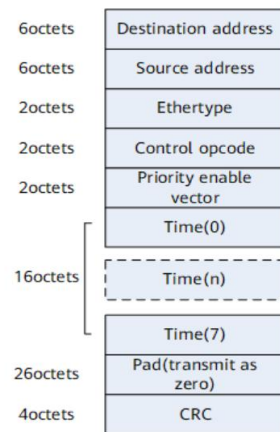 6octets Destination address
6octets Source address
2octets Ethertype
2octets Control opcode
2octets Priority enable
vector
Time(0)
16octets Time(n)
Time(7)
26octets Pad(transmit as
zero)
4octets CRC